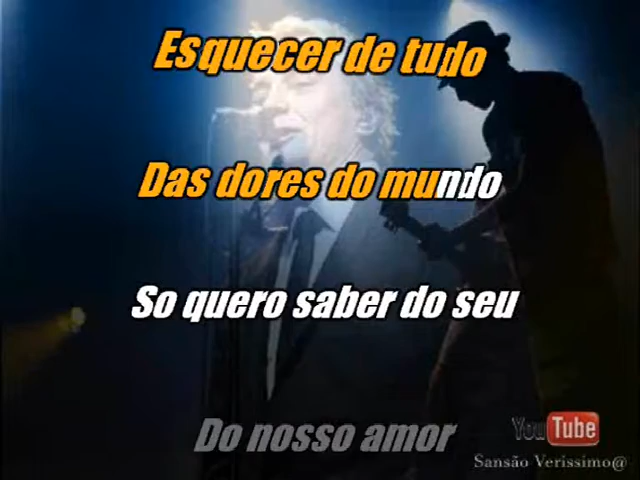 Esquecer de tudo
Das dores do mundo
So quero saber do seu
Do nosso amor
YouTube
Sansão Verissimo@